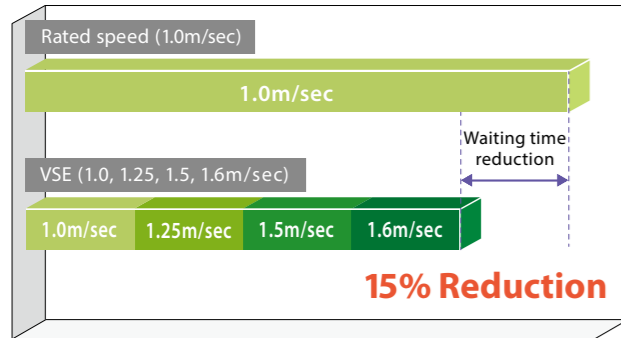 Rated speed (1.0m/sec)
1.0m/sec
Waiting time
reduction
VSE (1.0, 1.25, 1.5, 1.6m/sec)
1.0m/sec 1.25m/sec 1.5m/sec 1.6m/sec
15% Reduction